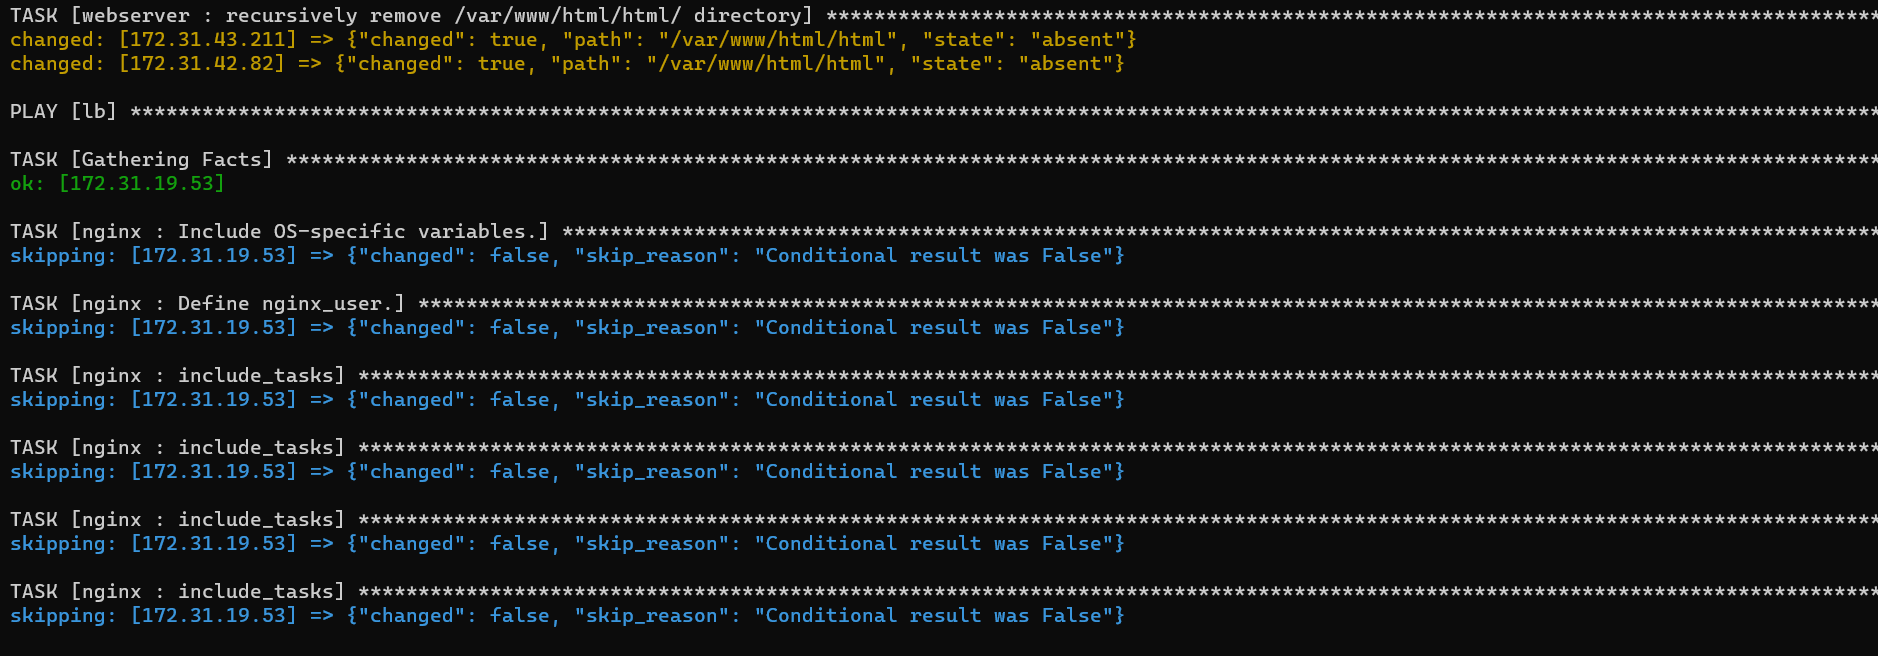 TASK [webserver : recursively remove /var/www/html/html/ directory] ****************************************************************************************
changed: [172.31.43.211] => {"changed": true, "path": "/var/www/html/html", "state": "absent"}
changed: [172.31.42.82] => {"changed": true, "path": "/var/www/html/html", "state": "absent"}
PLAY [lb] **************************************************************************************************************************************************
TASK [Gathering Facts] *************************************************************************************************************************************
ok: [172.31.19.53]
TASK [nginx : Include OS-specific variables.] **************************************************************************************************************
skipping: [172.31.19.53] => {"changed": false, "skip_reason": "Conditional result was False"}
TASK [nginx : Define nginx_user.] **************************************************************************************************************************
skipping: [172.31.19.53] => {"changed": false, "skip_reason": "Conditional result was False"}
TASK [nginx : include_tasks] *******************************************************************************************************************************
skipping: [172.31.19.53] => {"changed": false, "skip_reason": "Conditional result was False"}
TASK [nginx : include_tasks] *******************************************************************************************************************************
skipping: [172.31.19.53] => {"changed": false, "skip_reason": "Conditional result was False"}
TASK [nginx : include_tasks] *******************************************************************************************************************************
skipping: [172.31.19.53] => {"changed": false, "skip_reason": "Conditional result was False"}
TASK [nginx : include_tasks] *******************************************************************************************************************************
skipping: [172.31.19.53] => {"changed": false, "skip_reason": "Conditional result was False"}